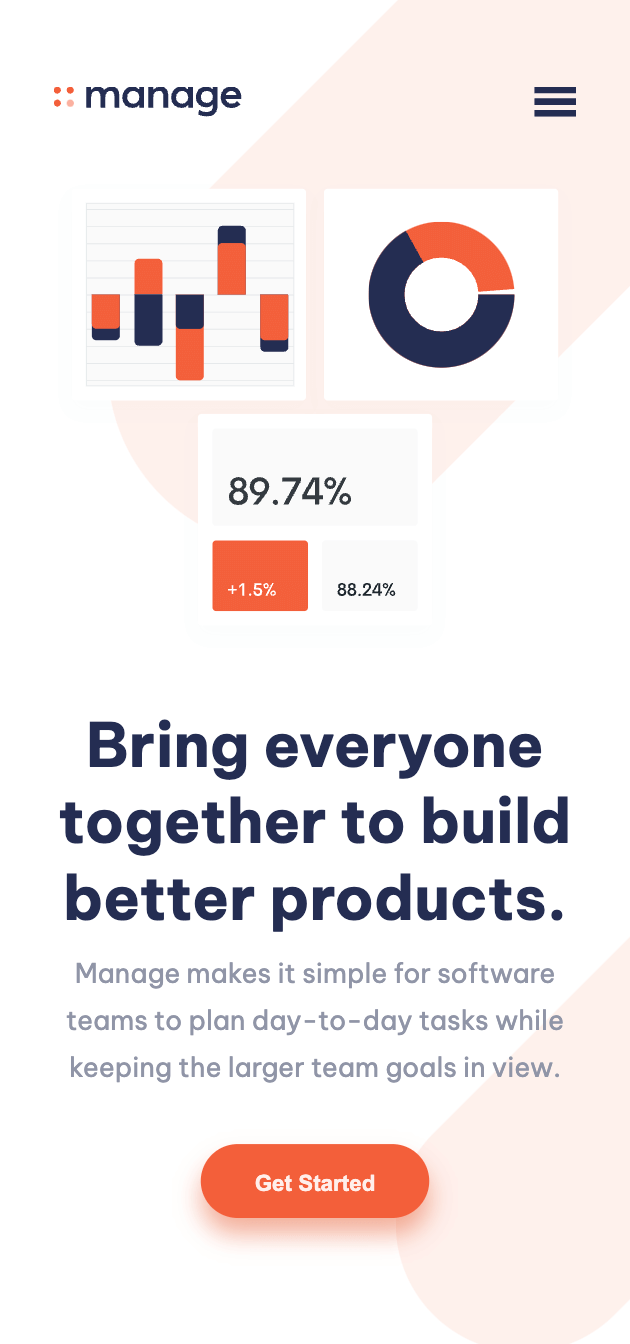 manage
89.74%
+1.5%
88.24%
Bring everyone
together to build
better products.
Manage makes it simple for software
teams to plan day-to-day tasks while
keeping the larger team goals in view.
Get Started